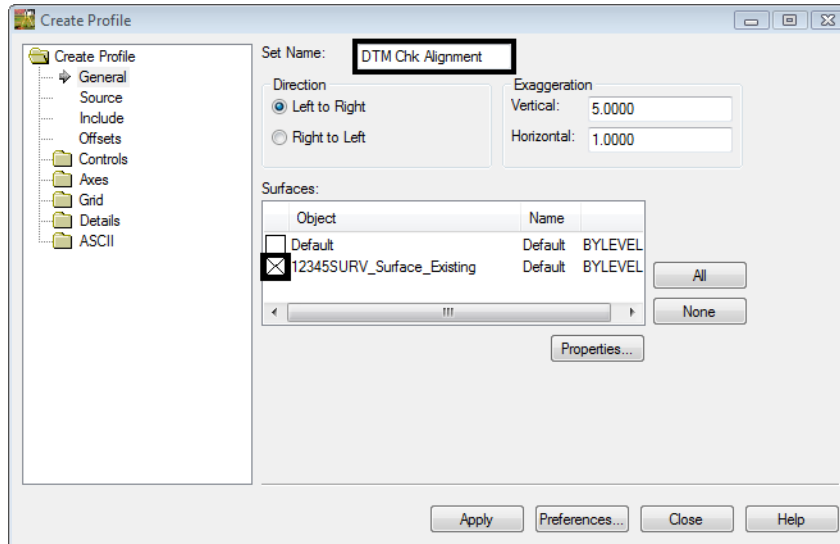 Create Profile
Create Profile
General
Source
Include
Offsets
Controls
Axes
Grid
Details
ASCII
Set Name: DTM Chk Alignment
Direction
Left to Right
Right to Left
Exaggeration
Vertical: 5.0000
Horizontal: 1.0000
Surfaces:
Object Name
Default Default BYLEVEL
12345SURV_Surface_Existing Default BYLEVEL
All
None
Properties...
Apply Preferences... Close Help